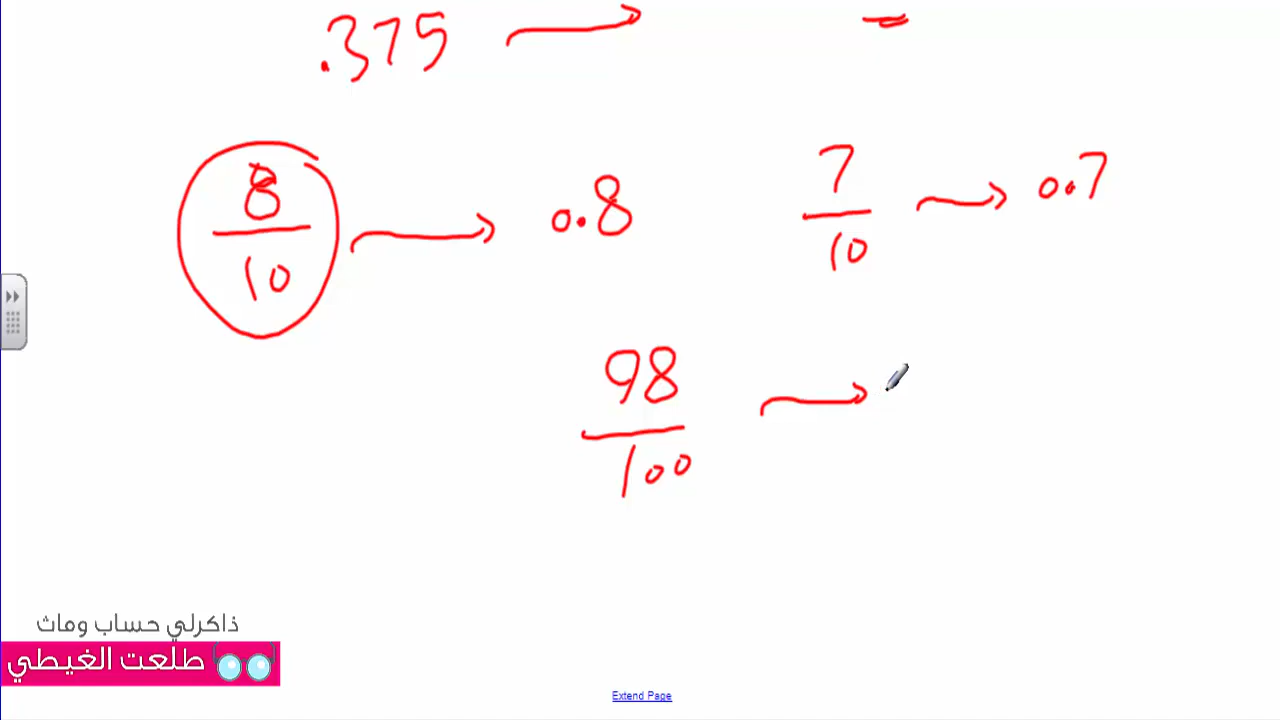 .375
8/10 → 0.8
7/10 → 0.7
98/100 →
ذاكرلي حساب وماث
طلعت الغيطي
Extend Page